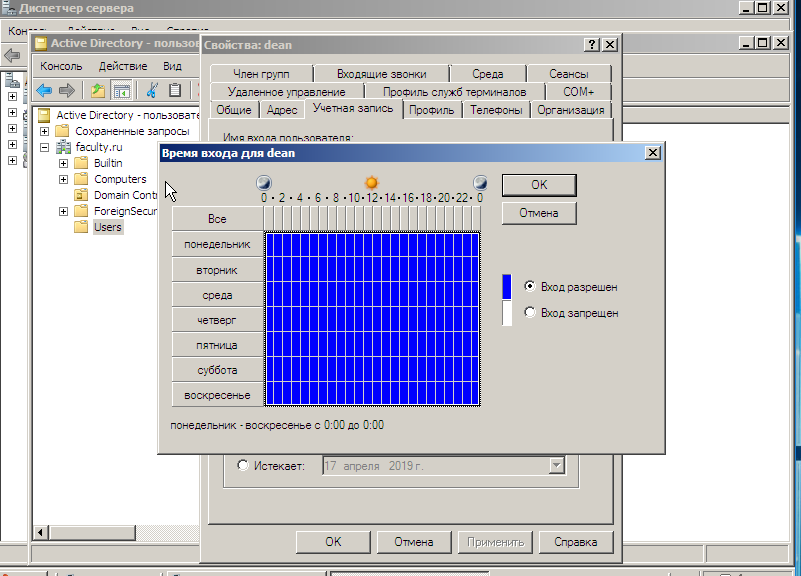 Диспетчер сервера
Active Directory - пользо
Консоль Действие Вид
Active Directory - пользовате
Сохраненные запросы
faculty.ru
Builtin
Computers
Domain Contr
ForeignSecur
Users
Свойства: dean
Член групп Входящие звонки Среда Сеансы
Удаленное управление Профиль служб терминалов COM+
Общие Адрес Учетная запись Профиль Телефоны Организация
Имя входа пользователя:
Время входа для dean
0 · 2 · 4 · 6 · 8 · 10 · 12 · 14 · 16 · 18 · 20 · 22 · 0
Все
понедельник
вторник
среда
четверг
пятница
суббота
воскресенье
OK
Отмена
Вход разрешен
Вход запрещен
понедельник - воскресенье с 0:00 до 0:00
Истекает: 17 апреля 2019 г.
OK Отмена Применить Справка